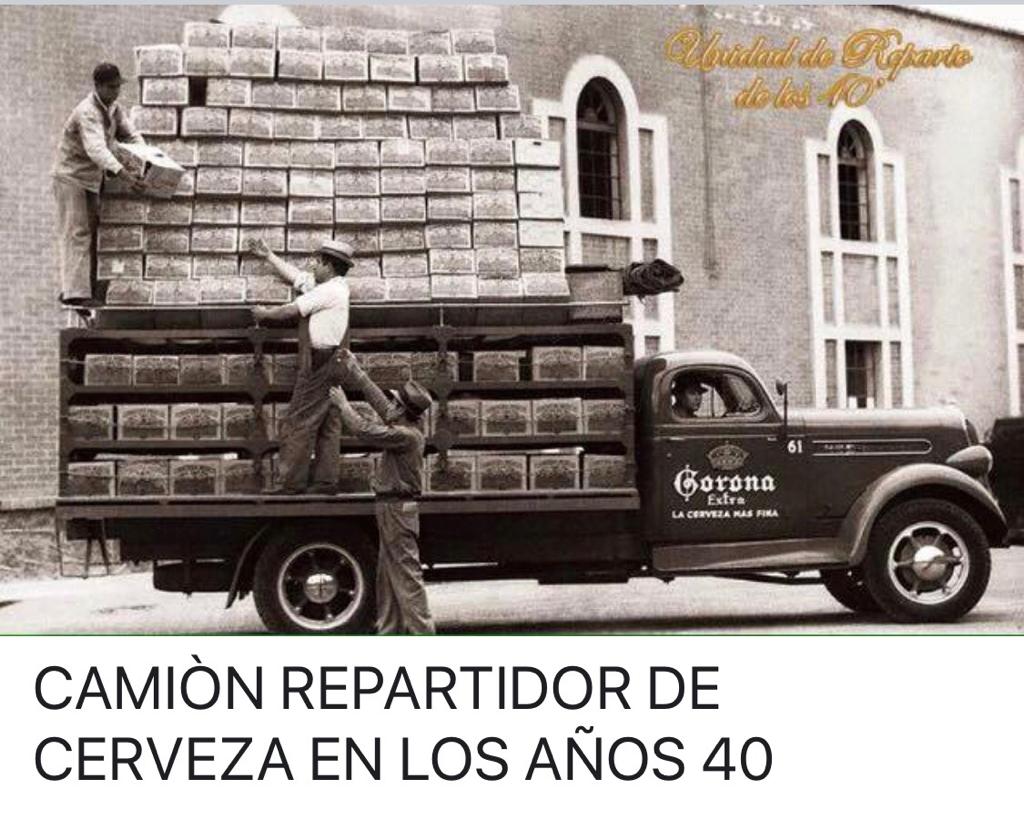 Unidad de Reparto
de los 40'
61
Corona
Extra
LA CERVEZA MAS FINA
CAMIÒN REPARTIDOR DE
CERVEZA EN LOS AÑOS 40